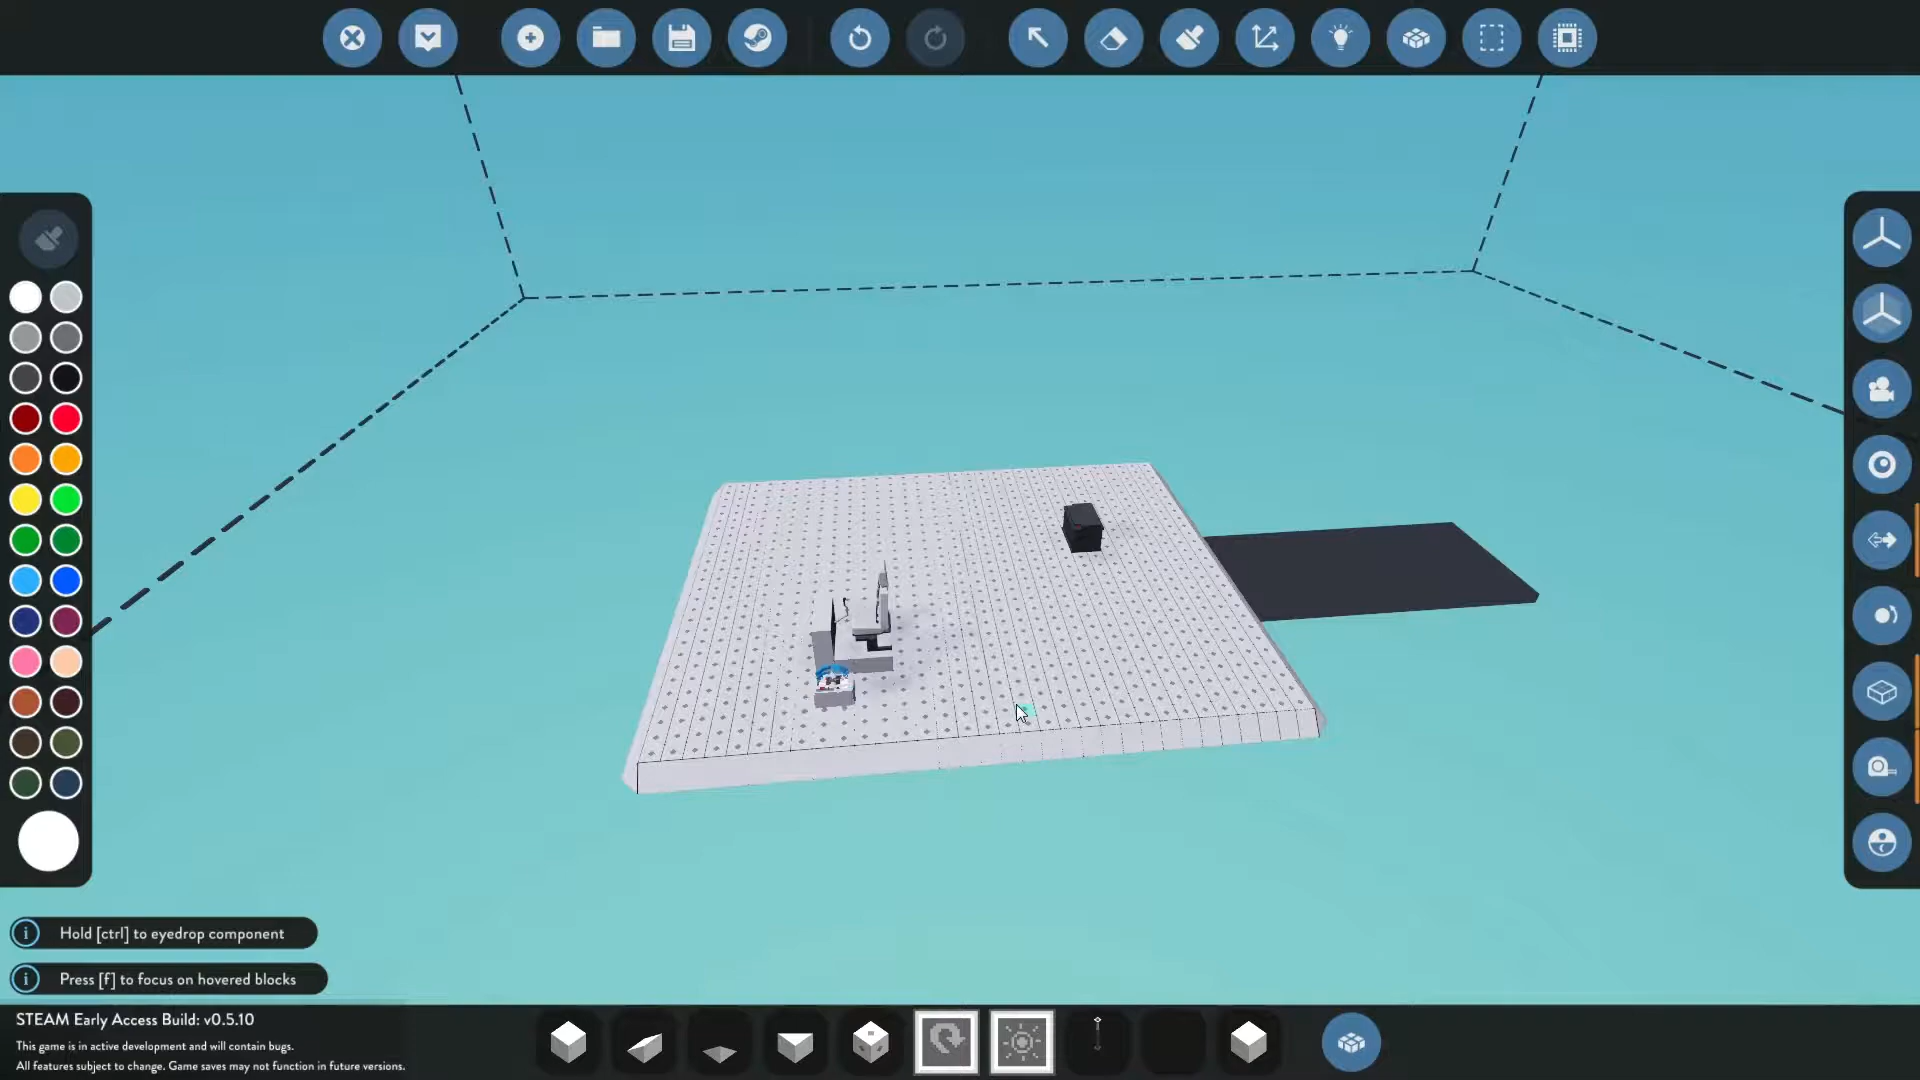 Hold [ctrl] to eyedrop component
Press [f] to focus on hovered blocks
STEAM Early Access Build: v0.5.10
This game is in active development and will contain bugs.
All features subject to change. Game saves may not function in future versions.